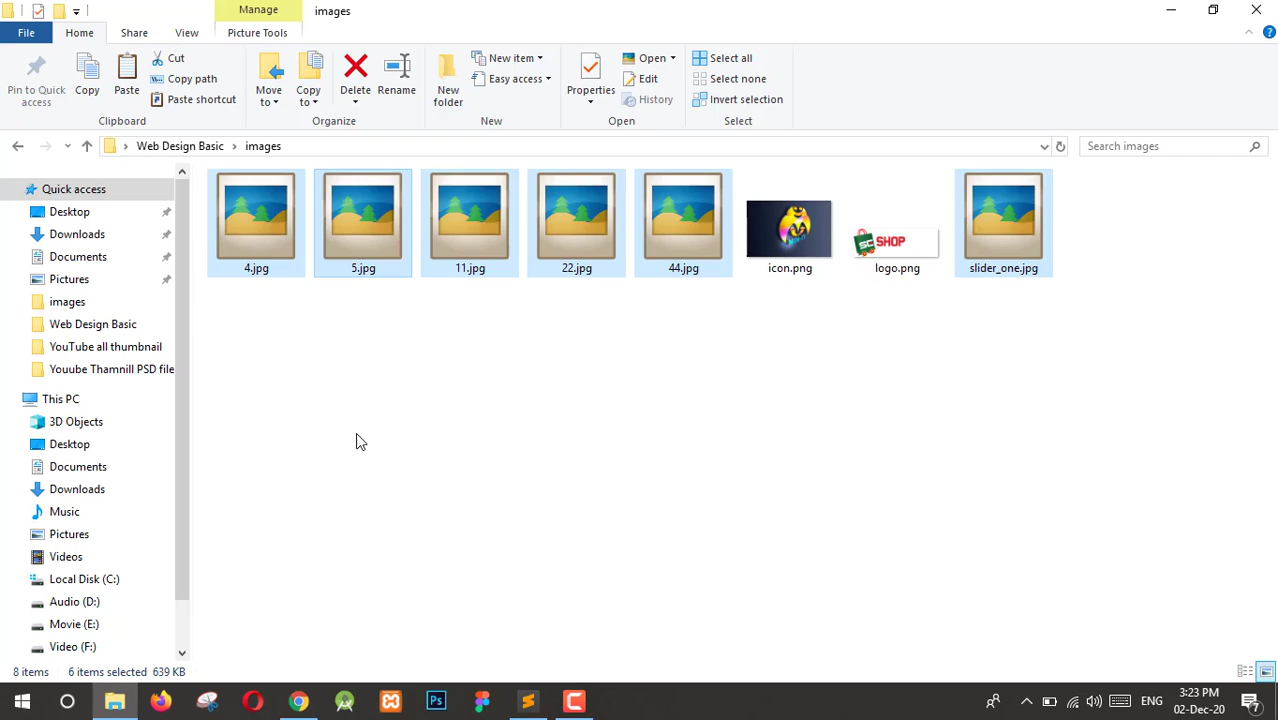 Manage
images
File
Home
Share
View
Picture Tools
Pin to Quick access
Copy
Paste
Cut
Copy path
Paste shortcut
Clipboard
Move to
Copy to
Delete
Rename
Organize
New folder
New item
Easy access
New
Properties
Open
Edit
History
Open
Select all
Select none
Invert selection
Select
Web Design Basic
images
Search images
Quick access
Desktop
Downloads
Documents
Pictures
images
Web Design Basic
YouTube all thumbnail
Youube Thamnill PSD file
This PC
3D Objects
Desktop
Documents
Downloads
Music
Pictures
Videos
Local Disk (C:)
Audio (D:)
Movie (E:)
Video (F:)
4.jpg
5.jpg
11.jpg
22.jpg
44.jpg
icon.png
SC SHOP
logo.png
slider_one.jpg
8 items
6 items selected
639 KB
Ps
ENG
3:23 PM
02-Dec-20
7